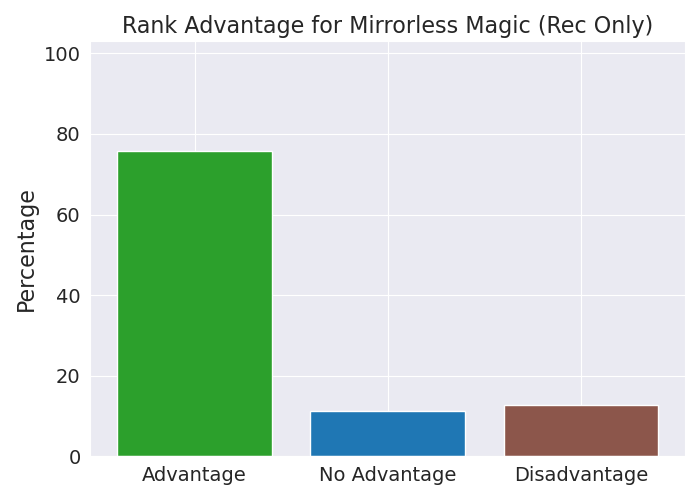 Rank Advantage for Mirrorless Magic (Rec Only)
Percentage
100
80
60
40
20
0
Advantage
No Advantage
Disadvantage